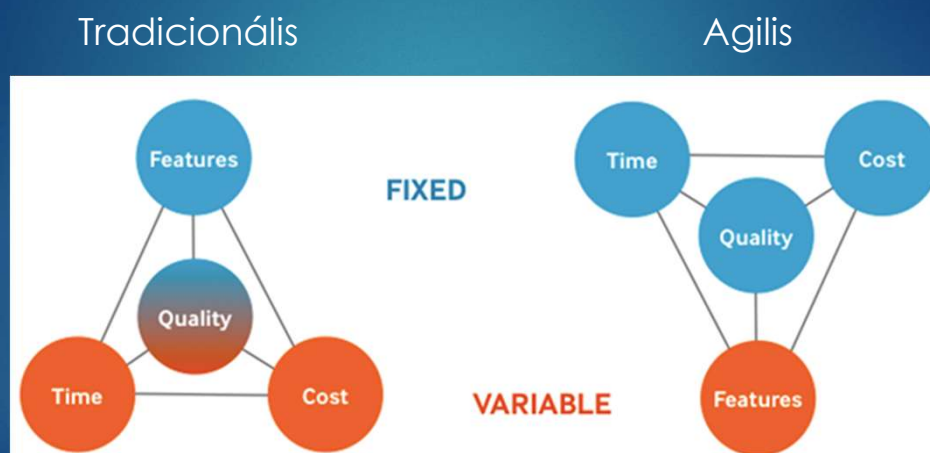 Tradicionális
Agilis
Features
FIXED
Quality
Time
Cost
VARIABLE
Time
Cost
Quality
Features